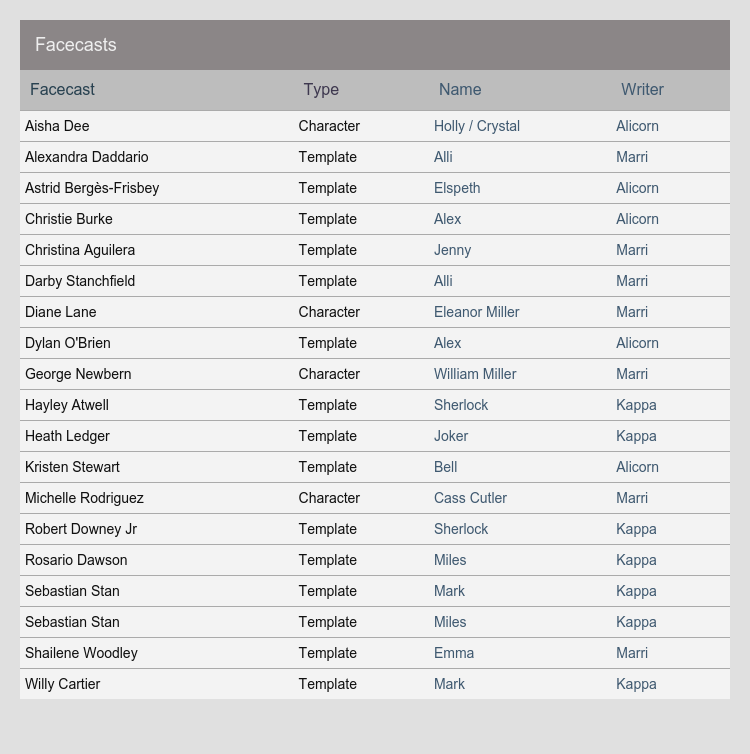 Facecasts
Facecast Type Name Writer
Aisha Dee Character Holly / Crystal Alicorn
Alexandra Daddario Template Alli Marri
Astrid Bergès-Frisbey Template Elspeth Alicorn
Christie Burke Template Alex Alicorn
Christina Aguilera Template Jenny Marri
Darby Stanchfield Template Alli Marri
Diane Lane Character Eleanor Miller Marri
Dylan O'Brien Template Alex Alicorn
George Newbern Character William Miller Marri
Hayley Atwell Template Sherlock Kappa
Heath Ledger Template Joker Kappa
Kristen Stewart Template Bell Alicorn
Michelle Rodriguez Character Cass Cutler Marri
Robert Downey Jr Template Sherlock Kappa
Rosario Dawson Template Miles Kappa
Sebastian Stan Template Mark Kappa
Sebastian Stan Template Miles Kappa
Shailene Woodley Template Emma Marri
Willy Cartier Template Mark Kappa